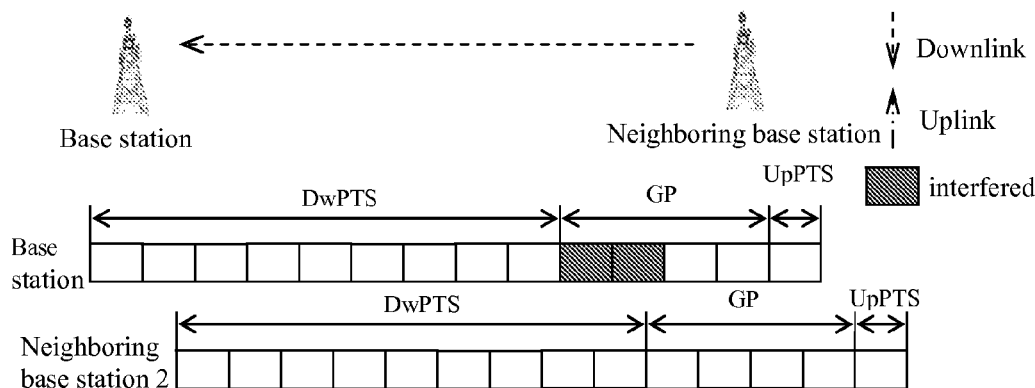 Downlink
Base station
Neighboring base station
Uplink
UpPTS
interfered
DwPTS
GP
Base
station
DwPTS
GP
UpPTS
Neighboring
base station 2